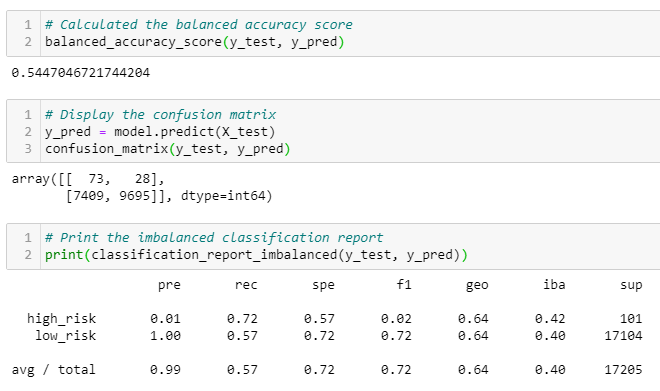 1 # Calculated the balanced accuracy score
2 balanced_accuracy_score(y_test, y_pred)
0.5447046721744204
1 # Display the confusion matrix
2 y_pred = model.predict(X_test)
3 confusion_matrix(y_test, y_pred)
array([[  73,   28],
       [7409, 9695]], dtype=int64)
1 # Print the imbalanced classification report
2 print(classification_report_imbalanced(y_test, y_pred))
pre rec spe f1 geo iba sup
high_risk 0.01 0.72 0.57 0.02 0.64 0.42 101
low_risk 1.00 0.57 0.72 0.72 0.64 0.40 17104
avg / total 0.99 0.57 0.72 0.72 0.64 0.40 17205